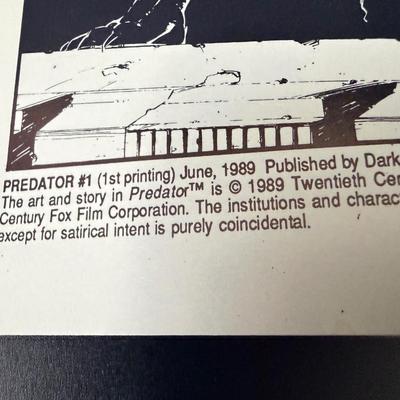 PREDATOR #1 (1st printing) June, 1989 Published by Dark
The art and story in Predator™ is © 1989 Twentieth Cen
Century Fox Film Corporation. The institutions and charac
except for satirical intent is purely coincidental.